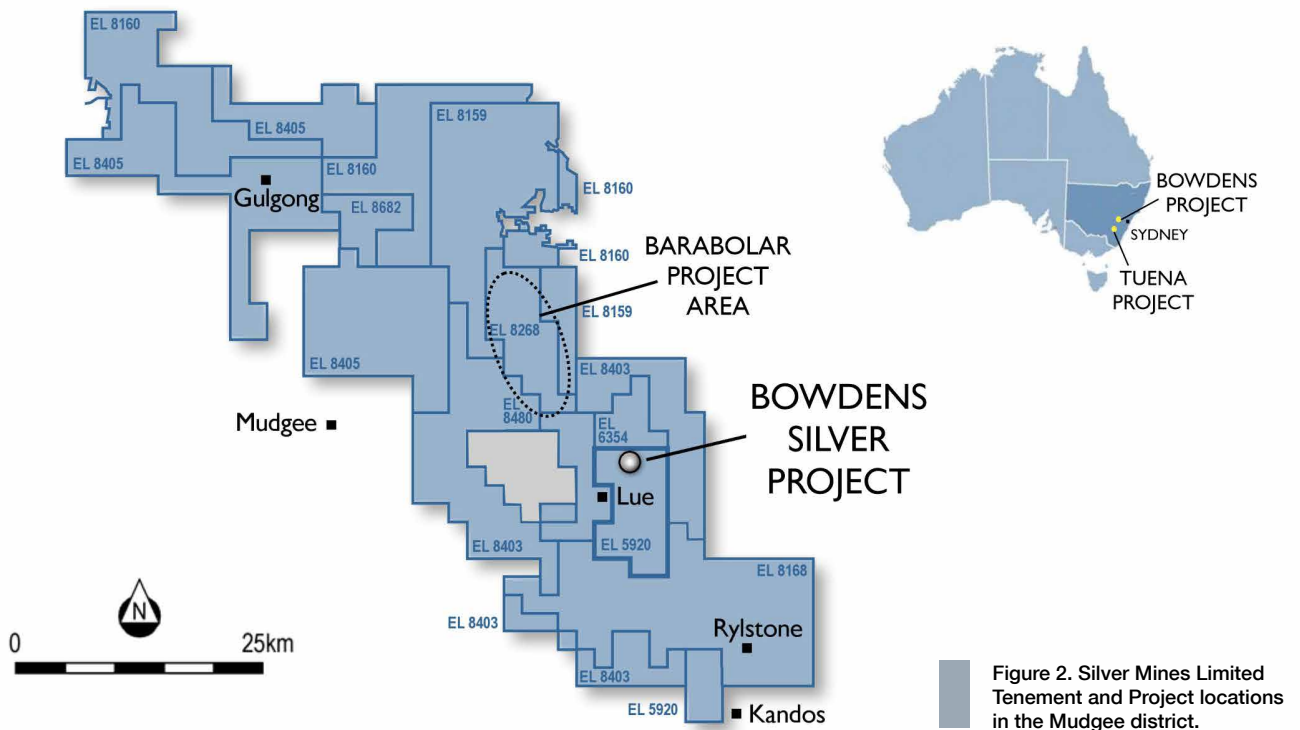 EL 8160
EL 8159
EL 8405
EL 8405
EL 8160
EL 8160
Gulgong
EL 8682
EL 8160
BARABOLAR
PROJECT
AREA
EL 8159
EL 8268
EL 8405
EL 8403
EL
8480
EL
6354
Mudgee
BOWDENS
SILVER
PROJECT
Lue
EL 8403
EL 5920
EL 8168
EL 8403
Rylstone
EL 8403
EL 5920
Kandos
N
0 25km
BOWDENS
PROJECT
SYDNEY
TUENA
PROJECT
Figure 2. Silver Mines Limited
Tenement and Project locations
in the Mudgee district.